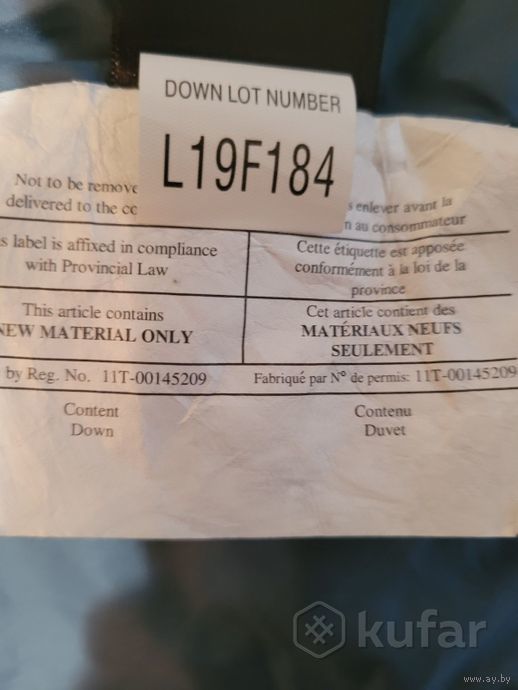 DOWN LOT NUMBER
L19F184
Not to be remove
delivered to the
enlever avant la
au consommateur
label is affixed in compliance
with Provincial Law
Cette étiquette est apposée
conformément à la loi de la
province
This article contains
NEW MATERIAL ONLY
Cet article contient des
MATÉRIAUX NEUFS
SEULEMENT
by Reg. No. 11T-00145209
Fabriqué par N° de permis: 11T-00145209
Content
Down
Contenu
Duvet
kufar
www.ay.by